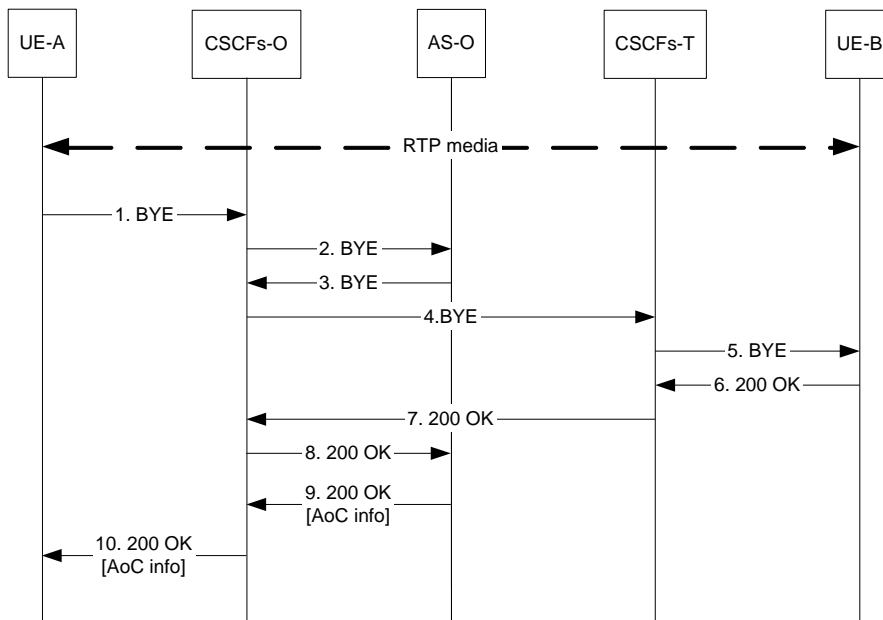 UE-A
CSCFs-O
AS-O
CSCFs-T
UE-B
RTP media
1. BYE
2. BYE
3. BYE
4.BYE
5. BYE
6. 200 OK
7. 200 OK
8. 200 OK
9. 200 OK
[AoC info]
10. 200 OK
[AoC info]